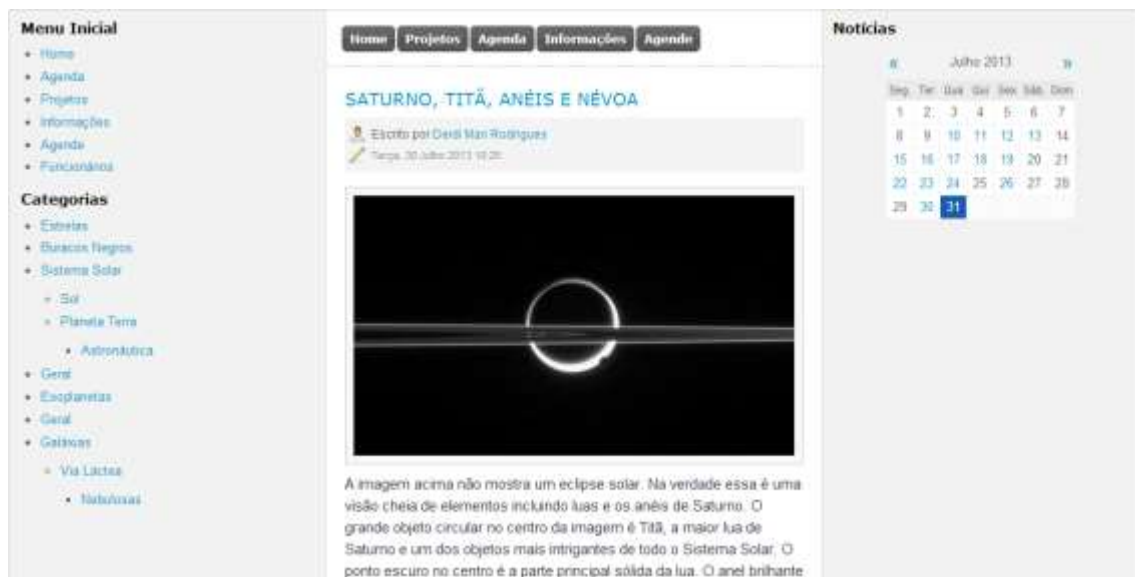 Menu Inicial
Home
Agenda
Projetos
Informações
Agenda
Funcionários
Categorias
Estrelas
Buracos Negros
Sistema Solar
Sol
Planeta Terra
Astronáutica
Geral
Exoplanetas
Geral
Galáxias
Via Láctea
Nebulosas
Home Projetos Agenda Informações Agende
SATURNO, TITÃ, ANÉIS E NÉVOA
Escrito por Mari Rodrigues
Terça, 30 Julho 2013
A imagem acima não mostra um eclipse solar. Na verdade essa é uma
visão cheia de elementos incluindo luas e os anéis de Saturno. O
grande objeto circular no centro da imagem é Titã, a maior lua de
Saturno e um dos objetos mais intrigantes de todo o Sistema Solar. O
ponto escuro no centro é a parte principal sólida da lua. O anel brilhante
Notícias
« Julho 2013 »
Seg Ter Qua Qui Sex Sáb Dom
1 2 3 4 5 6 7
8 9 10 11 12 13 14
15 16 17 18 19 20 21
22 23 24 25 26 27 28
29 30 31